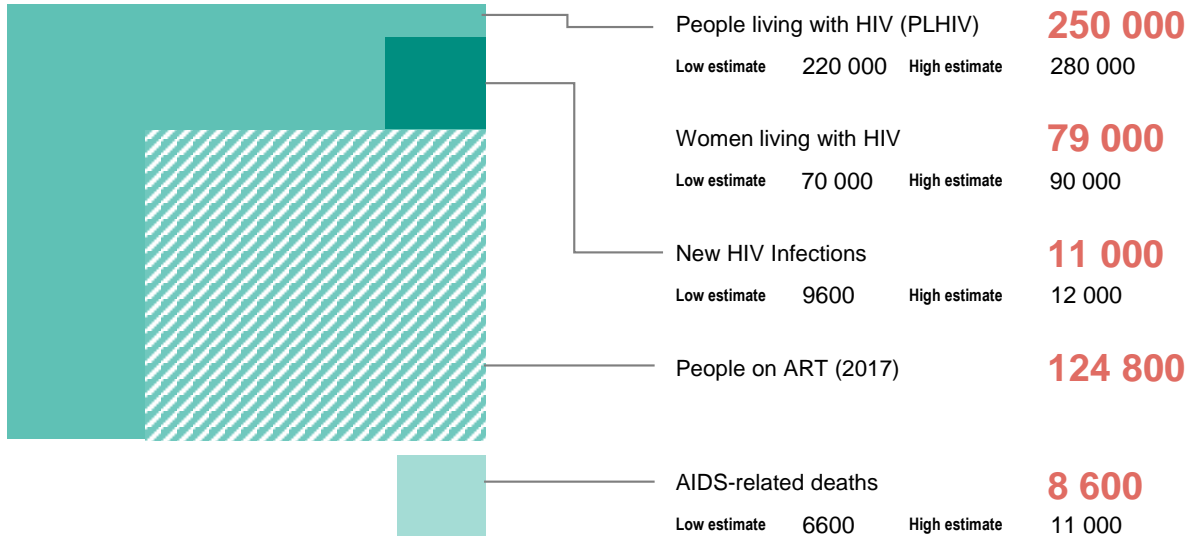 People living with HIV (PLHIV) 250 000
Low estimate 220 000 High estimate 280 000
Women living with HIV 79 000
Low estimate 70 000 High estimate 90 000
New HIV Infections 11 000
Low estimate 9600 High estimate 12 000
People on ART (2017) 124 800
AIDS-related deaths 8 600
Low estimate 6600 High estimate 11 000